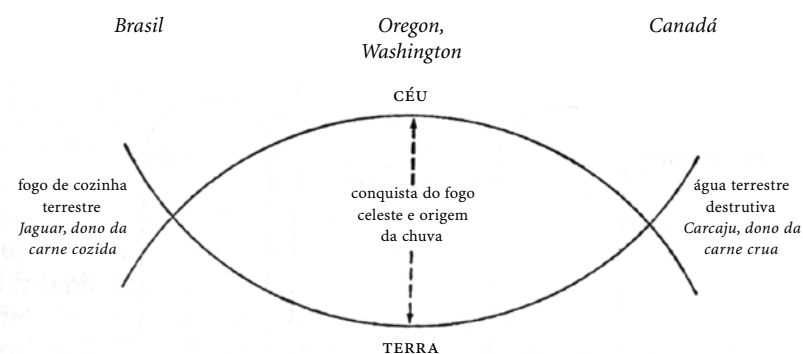 Brasil
Oregon,
Washington
Canadá
CÉU
fogo de cozinha
terrestre
Jaguar, dono da
carne cozida
conquista do fogo
celeste e origem
da chuva
água terrestre
destrutiva
Carcaju, dono da
carne crua
TERRA